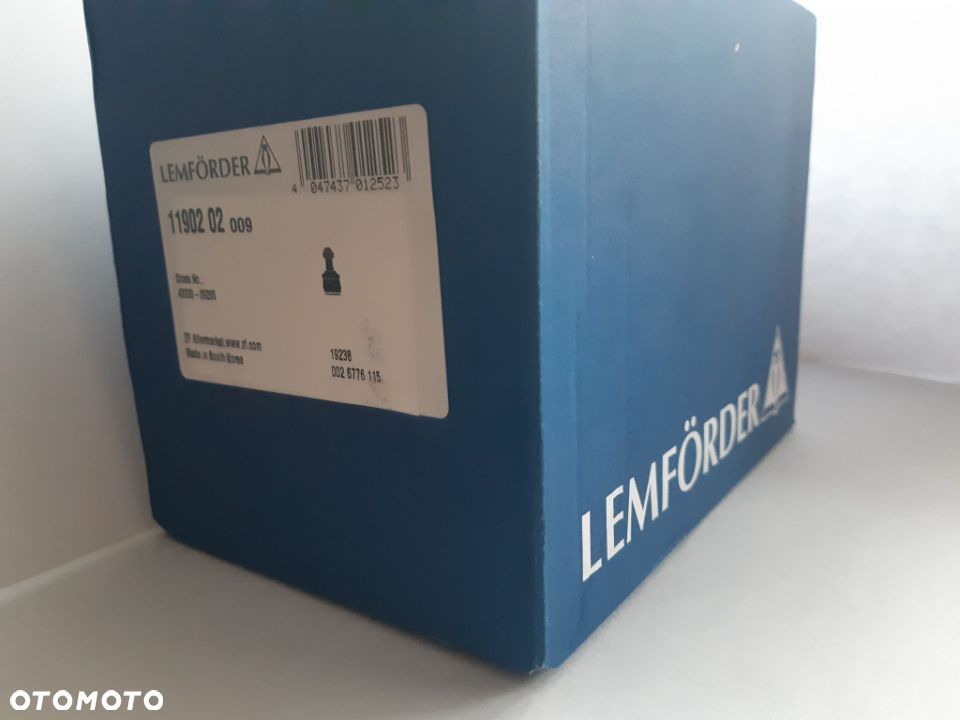 LEMFÖRDER
4 047437 012523
11902 02 009
Cross No.:
ZF Aftermarket,www.zf.com
Made in South Korea
19236
002 6776 115
LEMFÖRDER
OTOMOTO